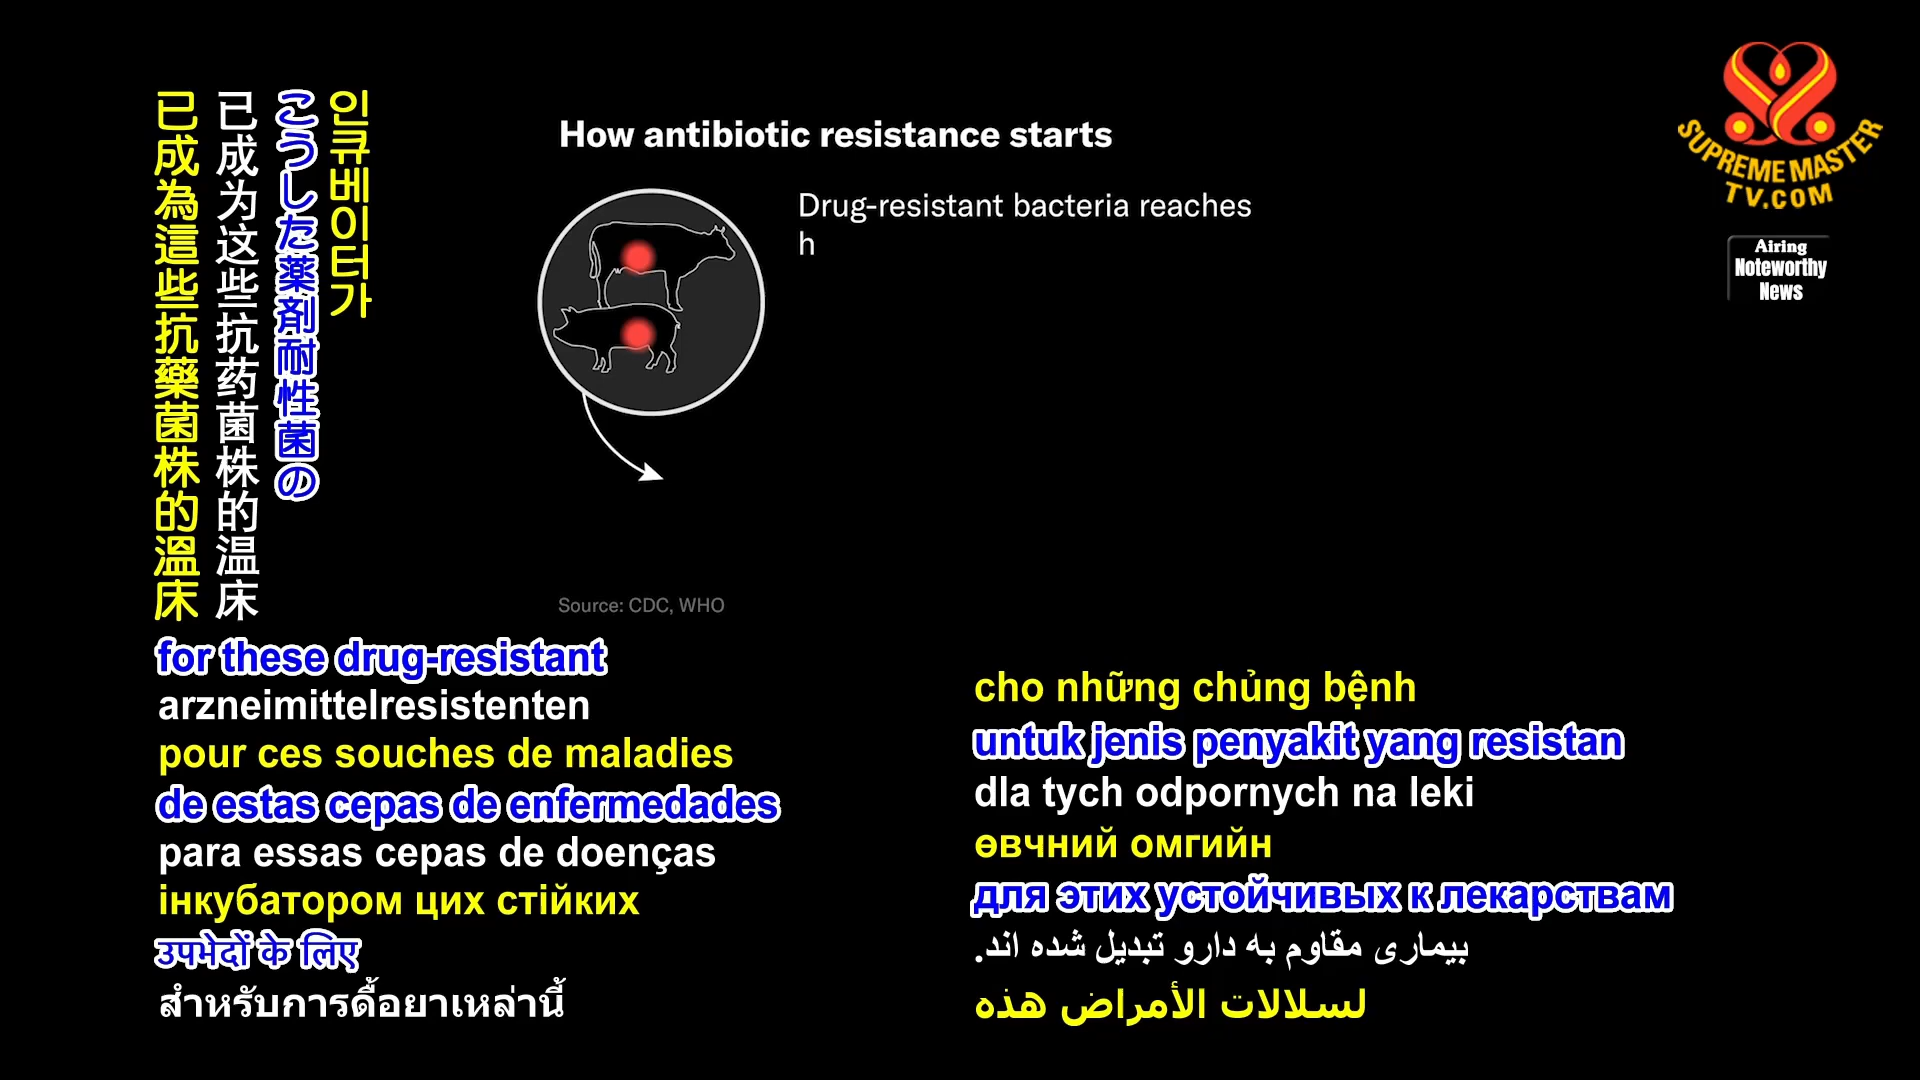 已成為這些抗藥菌株的溫床
已成为这些抗药菌株的温床
こうした薬剤耐性菌の
인큐베이터가
How antibiotic resistance starts
Drug-resistant bacteria reaches
h
Source: CDC, WHO
SUPREME MASTER
TV.COM
Airing
Noteworthy
News
for these drug-resistant
arzneimittelresistenten
pour ces souches de maladies
de estas cepas de enfermedades
para essas cepas de doenças
інкубатором цих стійких
उपभेदों के लिए
สำหรับการดื้อยาเหล่านี้
cho những chủng bệnh
untuk jenis penyakit yang resistan
dla tych odpornych na leki
өвчний омгийн
для этих устойчивых к лекарствам
بیماری مقاوم به دارو تبدیل شده اند.
لسلالات الأمراض هذه